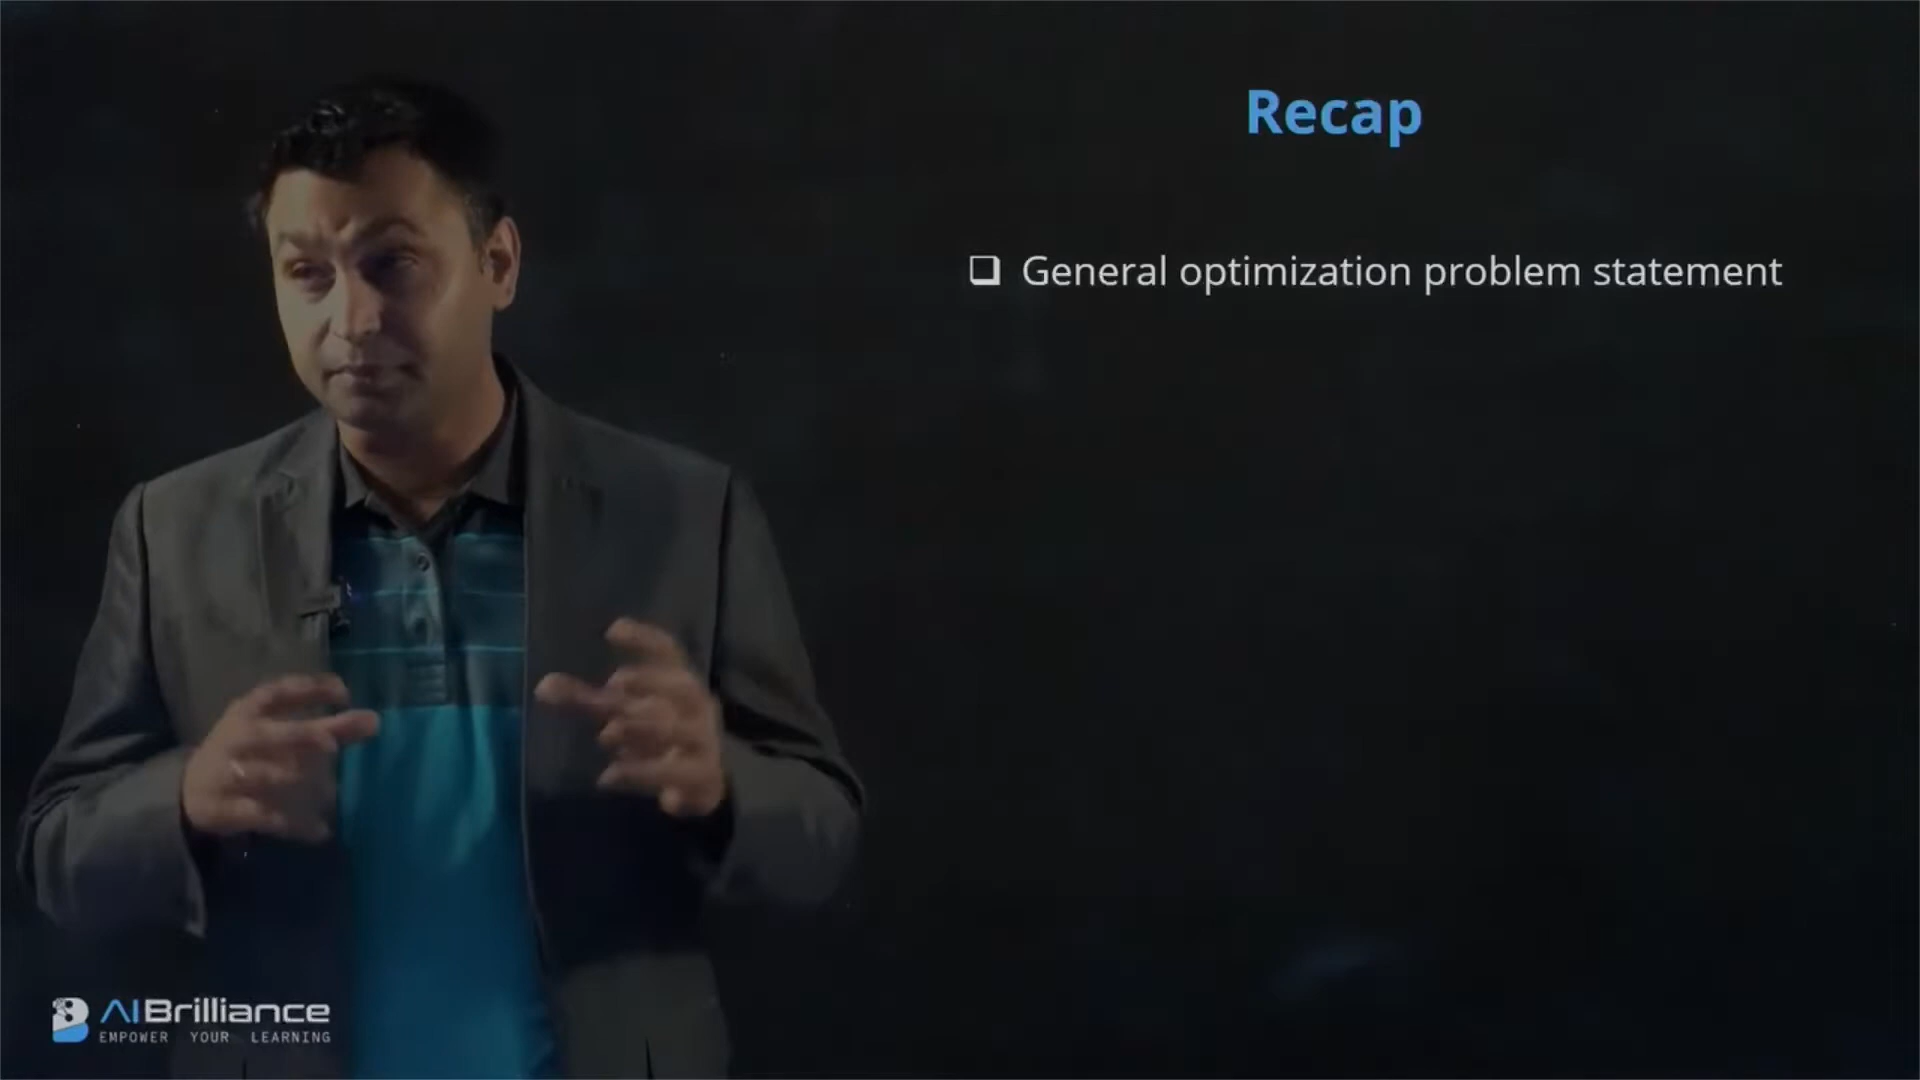 Recap
❑ General optimization problem statement
AIBrilliance
EMPOWER YOUR LEARNING